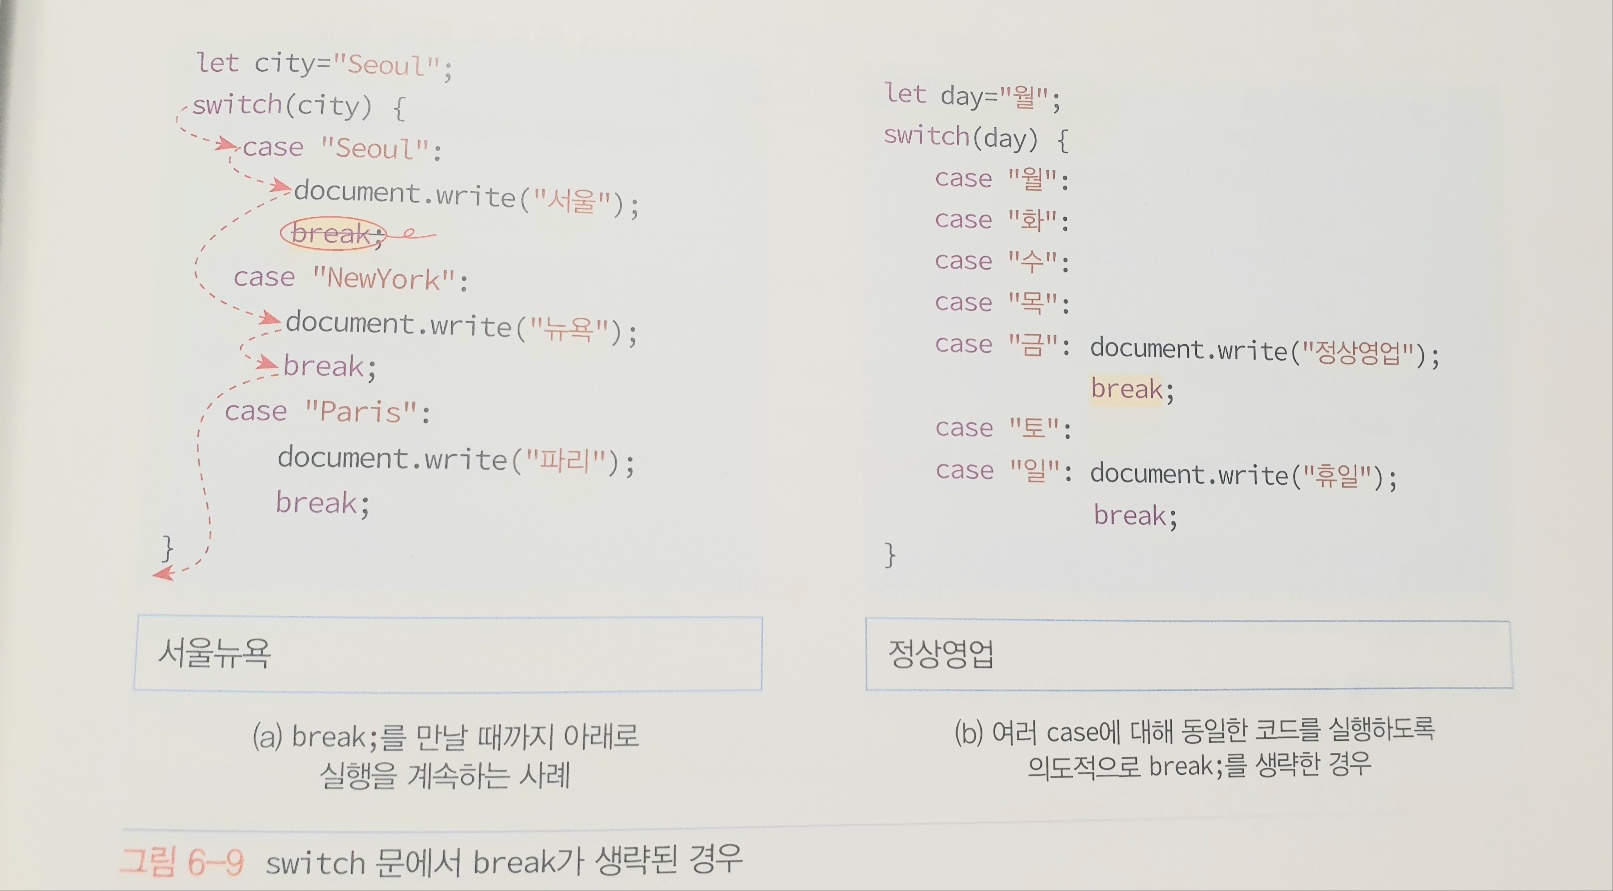 let city="Seoul";
switch(city) {
case "Seoul":
document.write("서울");
break;
case "NewYork":
document.write("뉴욕");
break;
case "Paris":
document.write("파리");
break;
}
서울뉴욕
(a) break;를 만날 때까지 아래로
실행을 계속하는 사례
let day="월";
switch(day) {
case "월":
case "화":
case "수":
case "목":
case "금": document.write("정상영업");
break;
case "토":
case "일": document.write("휴일");
break;
}
정상영업
(b) 여러 case에 대해 동일한 코드를 실행하도록
의도적으로 break;를 생략한 경우
그림 6-9 switch 문에서 break가 생략된 경우